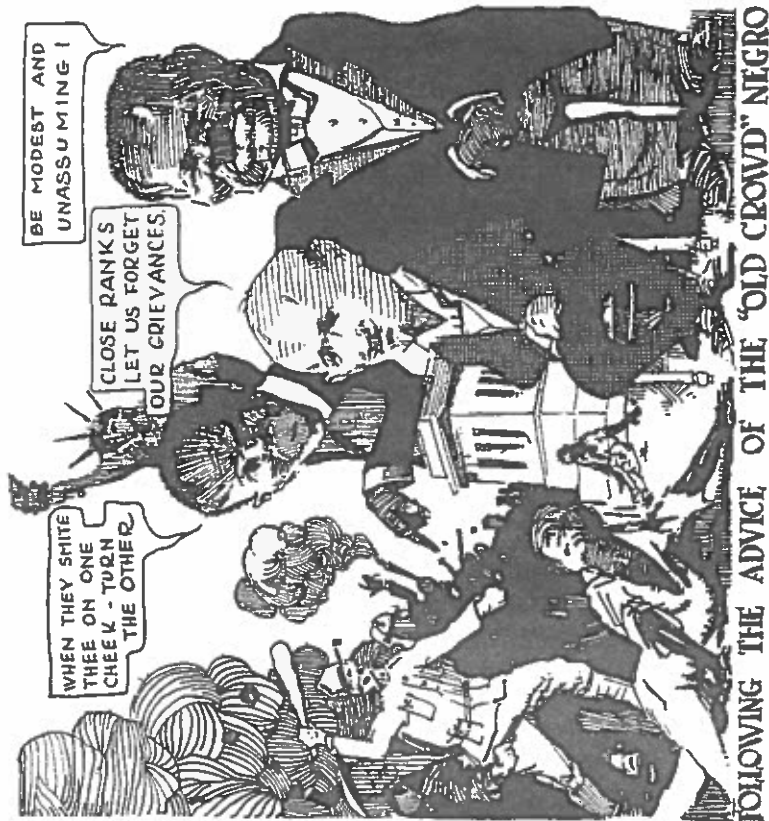 BE MODEST AND
UNASSUMING!
CLOSE RANKS
LET US FORGET
OUR GRIEVANCES.
WHEN THEY SMITE
THEE ON ONE
CHEEK - TURN
THE OTHER
FOLLOWING THE ADVICE OF THE "OLD CROWD" NEGRO